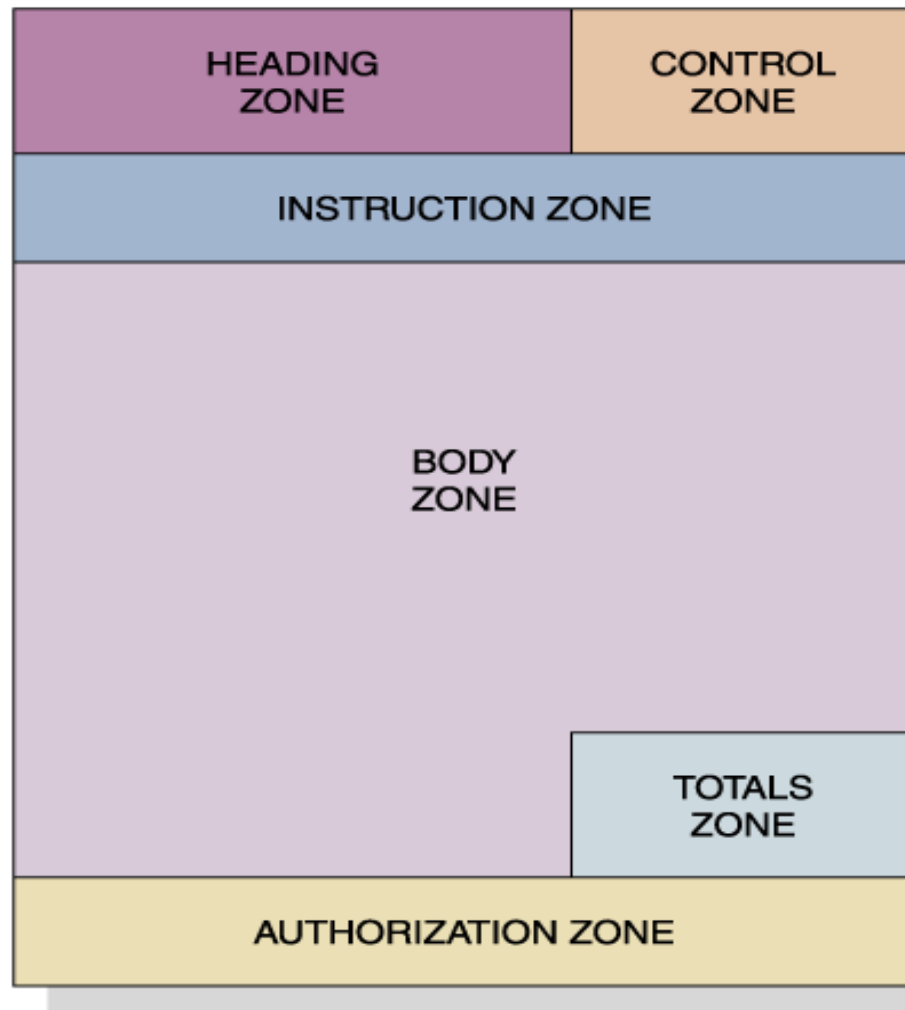 HEADING
ZONE
CONTROL
ZONE
INSTRUCTION ZONE
BODY
ZONE
TOTALS
ZONE
AUTHORIZATION ZONE